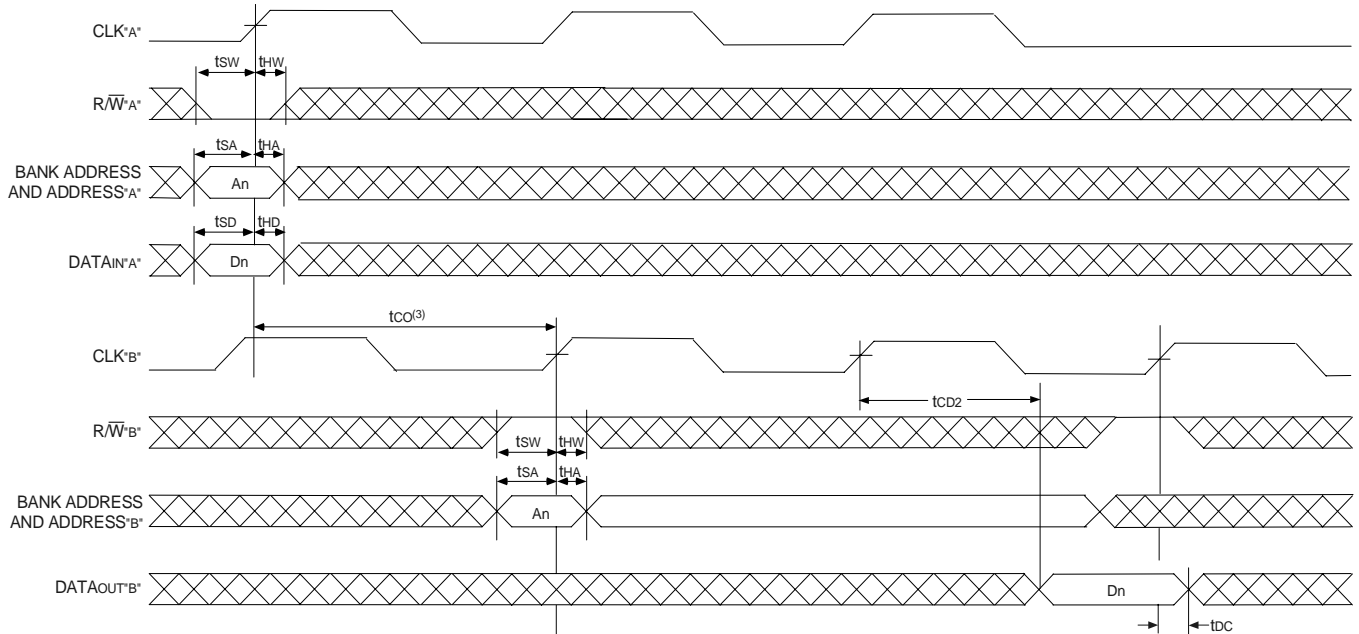 CLK"A"
tSW tHW
R/W"A"
tSA tHA
BANK ADDRESS
AND ADDRESS"A"
An
tSD tHD
DATAIN"A"
Dn
tCO(3)
CLK"B"
tCD2
R/W"B"
tSW tHW
tSA tHA
BANK ADDRESS
AND ADDRESS"B"
An
DATAOUT"B"
Dn
tDC